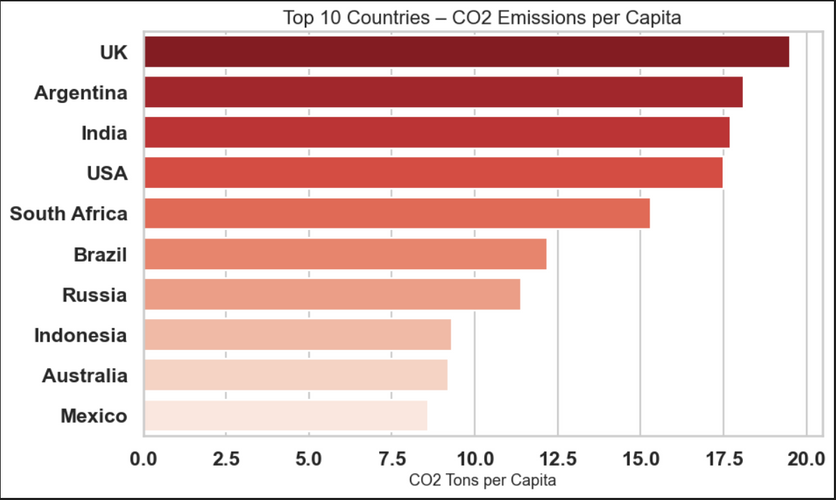 Top 10 Countries – CO2 Emissions per Capita
UK
Argentina
India
USA
South Africa
Brazil
Russia
Indonesia
Australia
Mexico
0.0 2.5 5.0 7.5 10.0 12.5 15.0 17.5 20.0
CO2 Tons per Capita